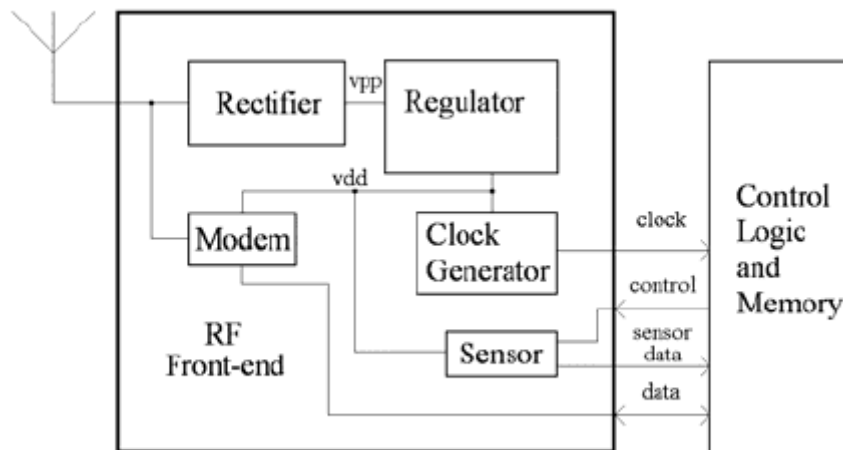 Rectifier
vpp
Regulator
vdd
Modem
Clock
Generator
Sensor
RF
Front-end
clock
control
sensor
data
data
Control
Logic
and
Memory